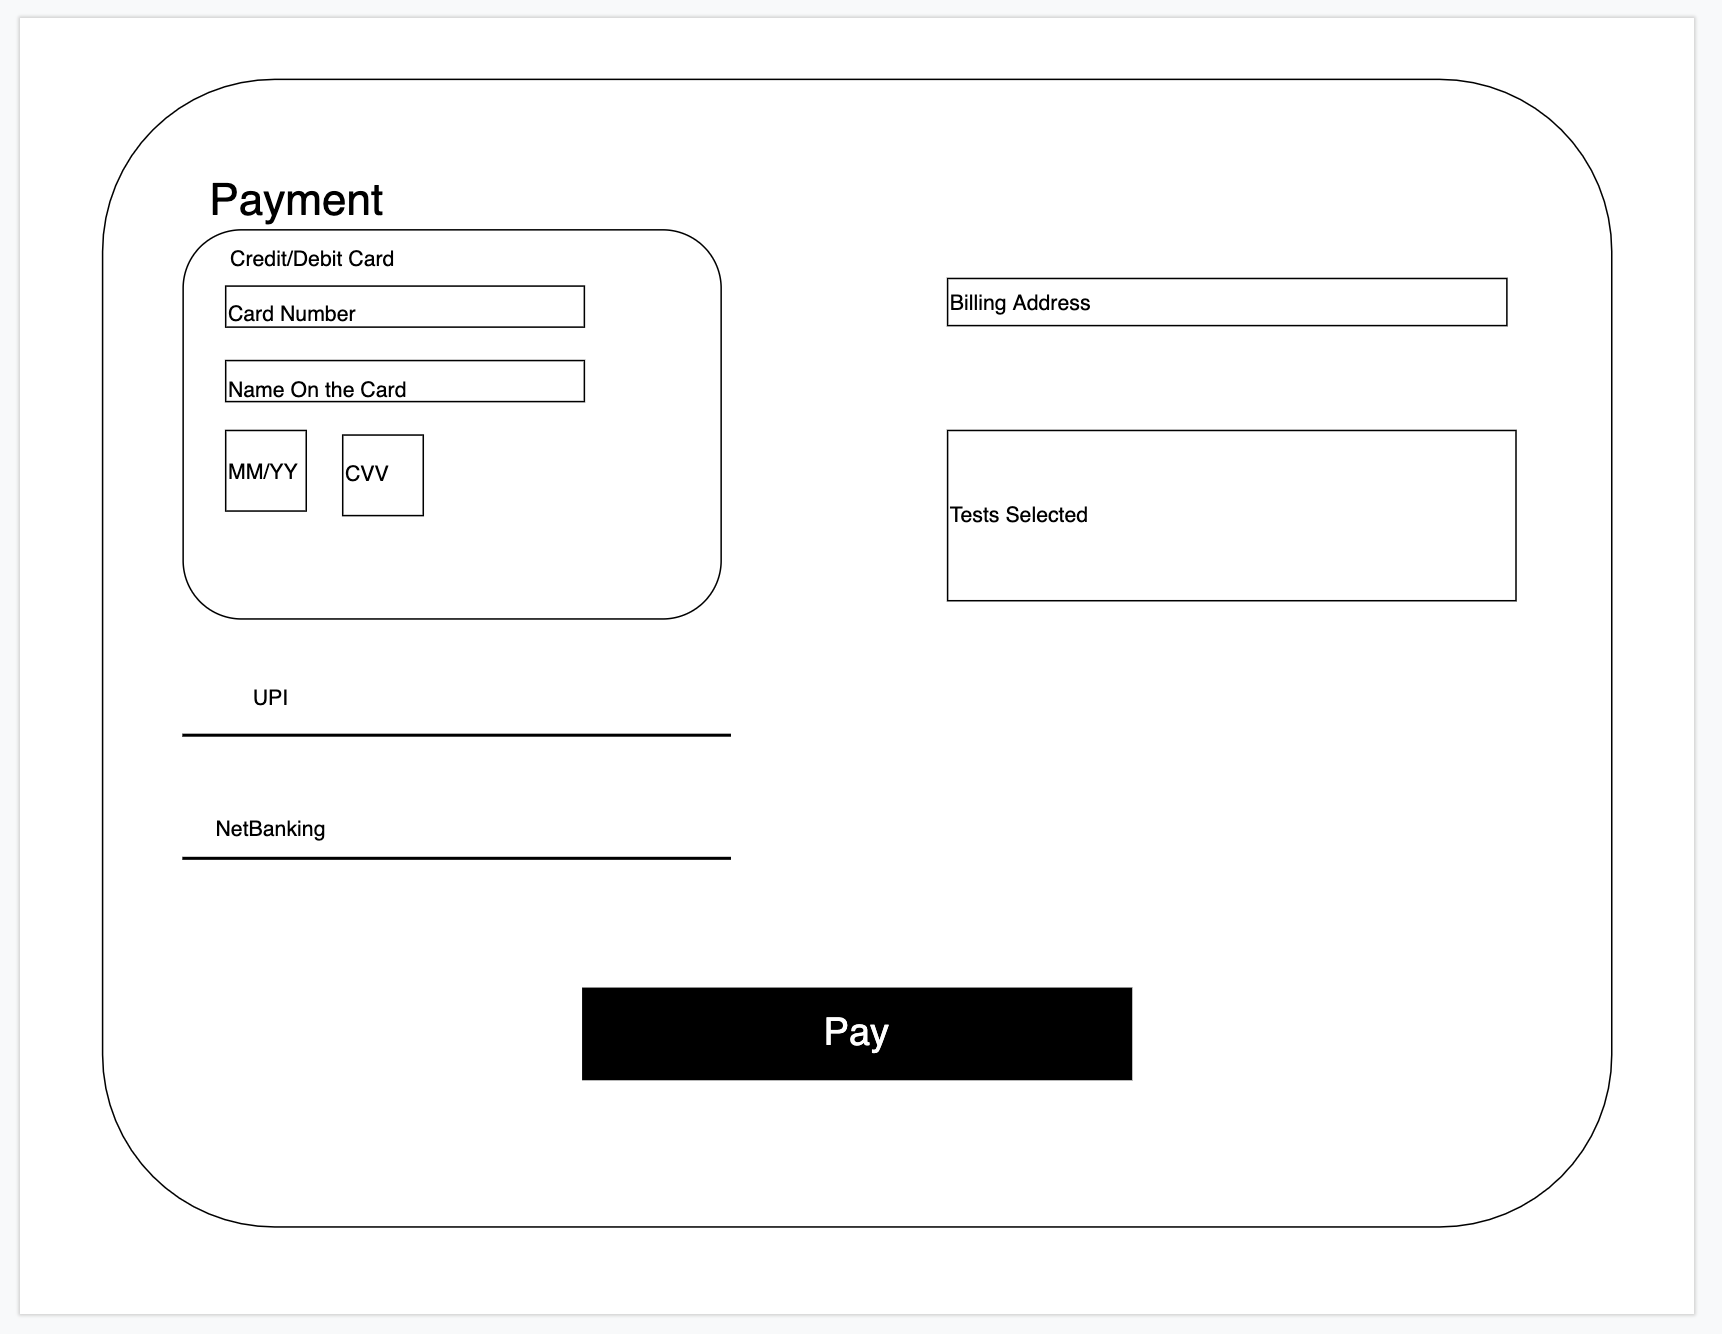 Payment
Credit/Debit Card
Card Number
Name On the Card
MM/YY
CVV
Billing Address
Tests Selected
UPI
NetBanking
Pay